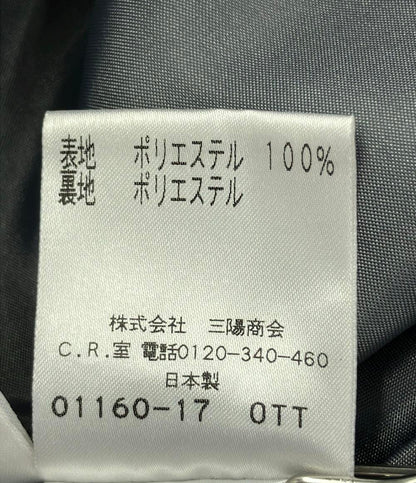 表地 ポリエステル 100%
裏地 ポリエステル
株式会社 三陽商会
C.R.室 電話0120-340-460
日本製
01160-17 OTT